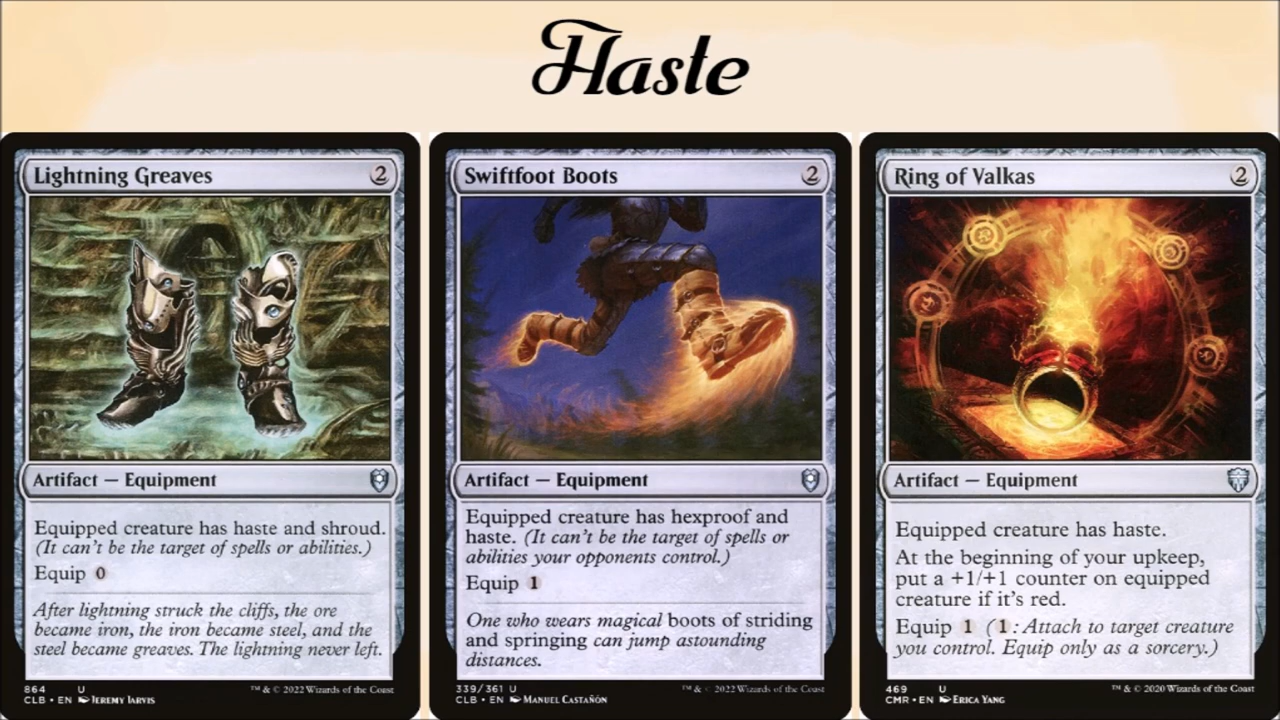 Haste
Lightning Greaves 2
Artifact — Equipment
Equipped creature has haste and shroud.
(It can't be the target of spells or abilities.)
Equip 0
After lightning struck the cliffs, the ore
became iron, the iron became steel, and the
steel became greaves. The lightning never left.
864 U
CLB • EN Jeremy Jarvis
™ & © 2022 Wizards of the Coast
Swiftfoot Boots 2
Artifact — Equipment
Equipped creature has hexproof and
haste. (It can't be the target of spells or
abilities your opponents control.)
Equip 1
One who wears magical boots of striding
and springing can jump astounding
distances.
339/361 U
CLB • EN Manuel Castañón
™ & © 2022 Wizards of the Coast
Ring of Valkas 2
Artifact — Equipment
Equipped creature has haste.
At the beginning of your upkeep,
put a +1/+1 counter on equipped
creature if it's red.
Equip 1 (1: Attach to target creature
you control. Equip only as a sorcery.)
469 U
CMR • EN Erica Yang
™ & © 2020 Wizards of the Coast